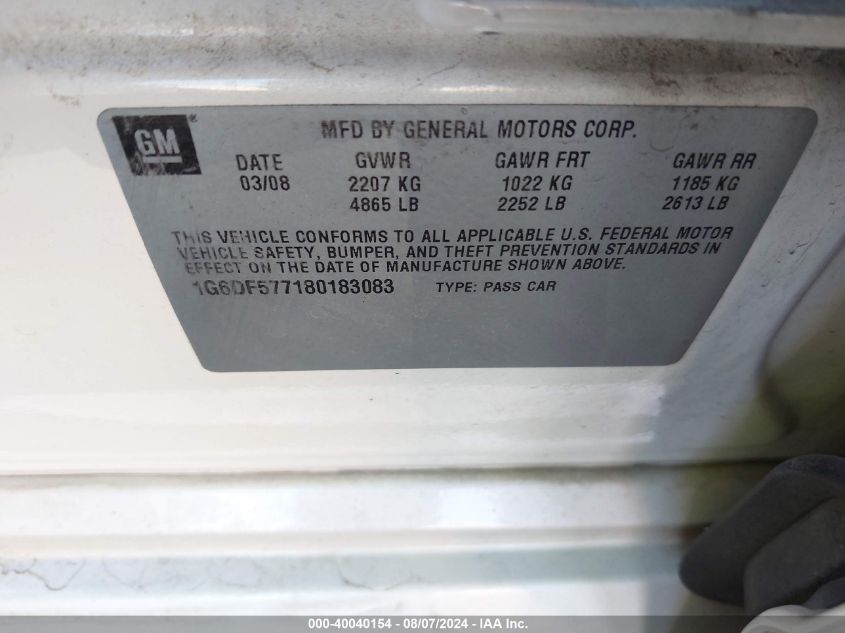 GM
MFD BY GENERAL MOTORS CORP.
DATE GVWR GAWR FRT GAWR RR
03/08 2207 KG 1022 KG 1185 KG
4865 LB 2252 LB 2613 LB
THIS VEHICLE CONFORMS TO ALL APPLICABLE U.S. FEDERAL MOTOR
VEHICLE SAFETY, BUMPER, AND THEFT PREVENTION STANDARDS IN
EFFECT ON THE DATE OF MANUFACTURE SHOWN ABOVE.
1G6DF577180183083 TYPE: PASS CAR
000-40040154 - 08/07/2024 - IAA Inc.